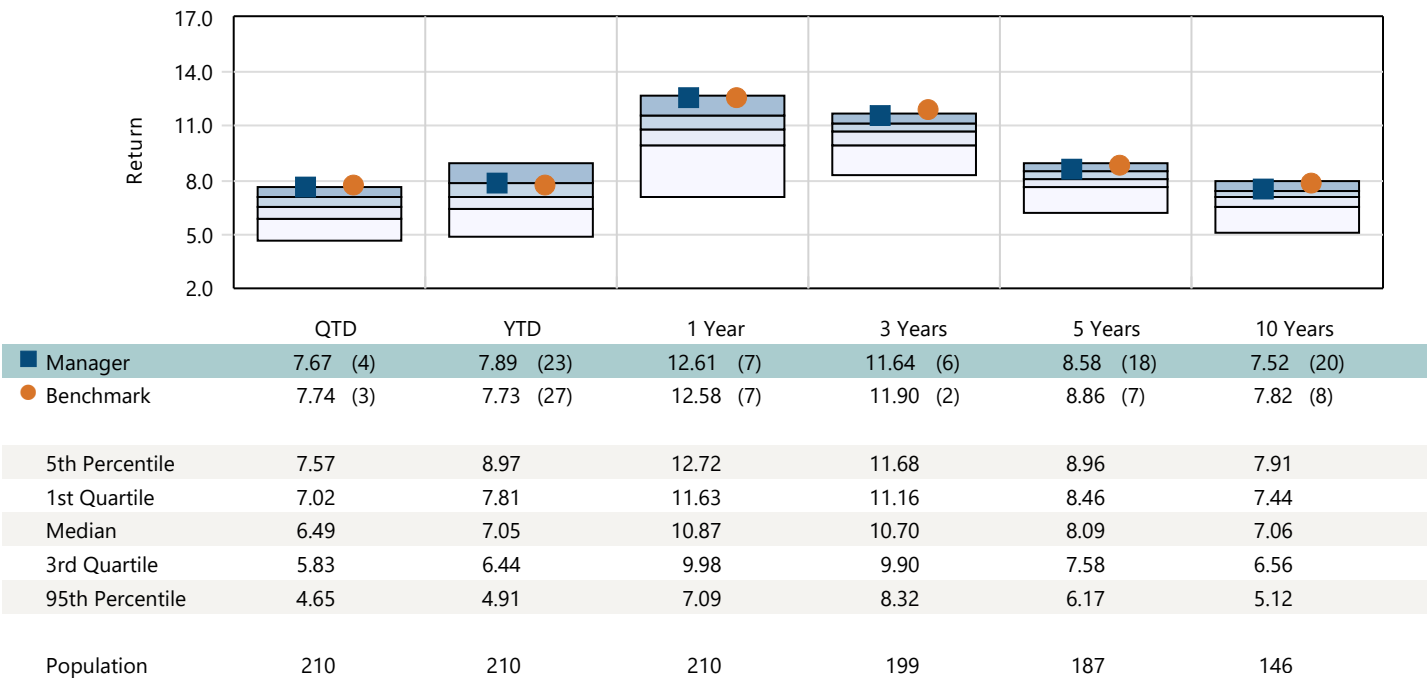 17.0
14.0
11.0
8.0
5.0
2.0
Return
QTD YTD 1 Year 3 Years 5 Years 10 Years
Manager 7.67 (4) 7.89 (23) 12.61 (7) 11.64 (6) 8.58 (18) 7.52 (20)
Benchmark 7.74 (3) 7.73 (27) 12.58 (7) 11.90 (2) 8.86 (7) 7.82 (8)
5th Percentile 7.57 8.97 12.72 11.68 8.96 7.91
1st Quartile 7.02 7.81 11.63 11.16 8.46 7.44
Median 6.49 7.05 10.87 10.70 8.09 7.06
3rd Quartile 5.83 6.44 9.98 9.90 7.58 6.56
95th Percentile 4.65 4.91 7.09 8.32 6.17 5.12
Population 210 210 210 199 187 146